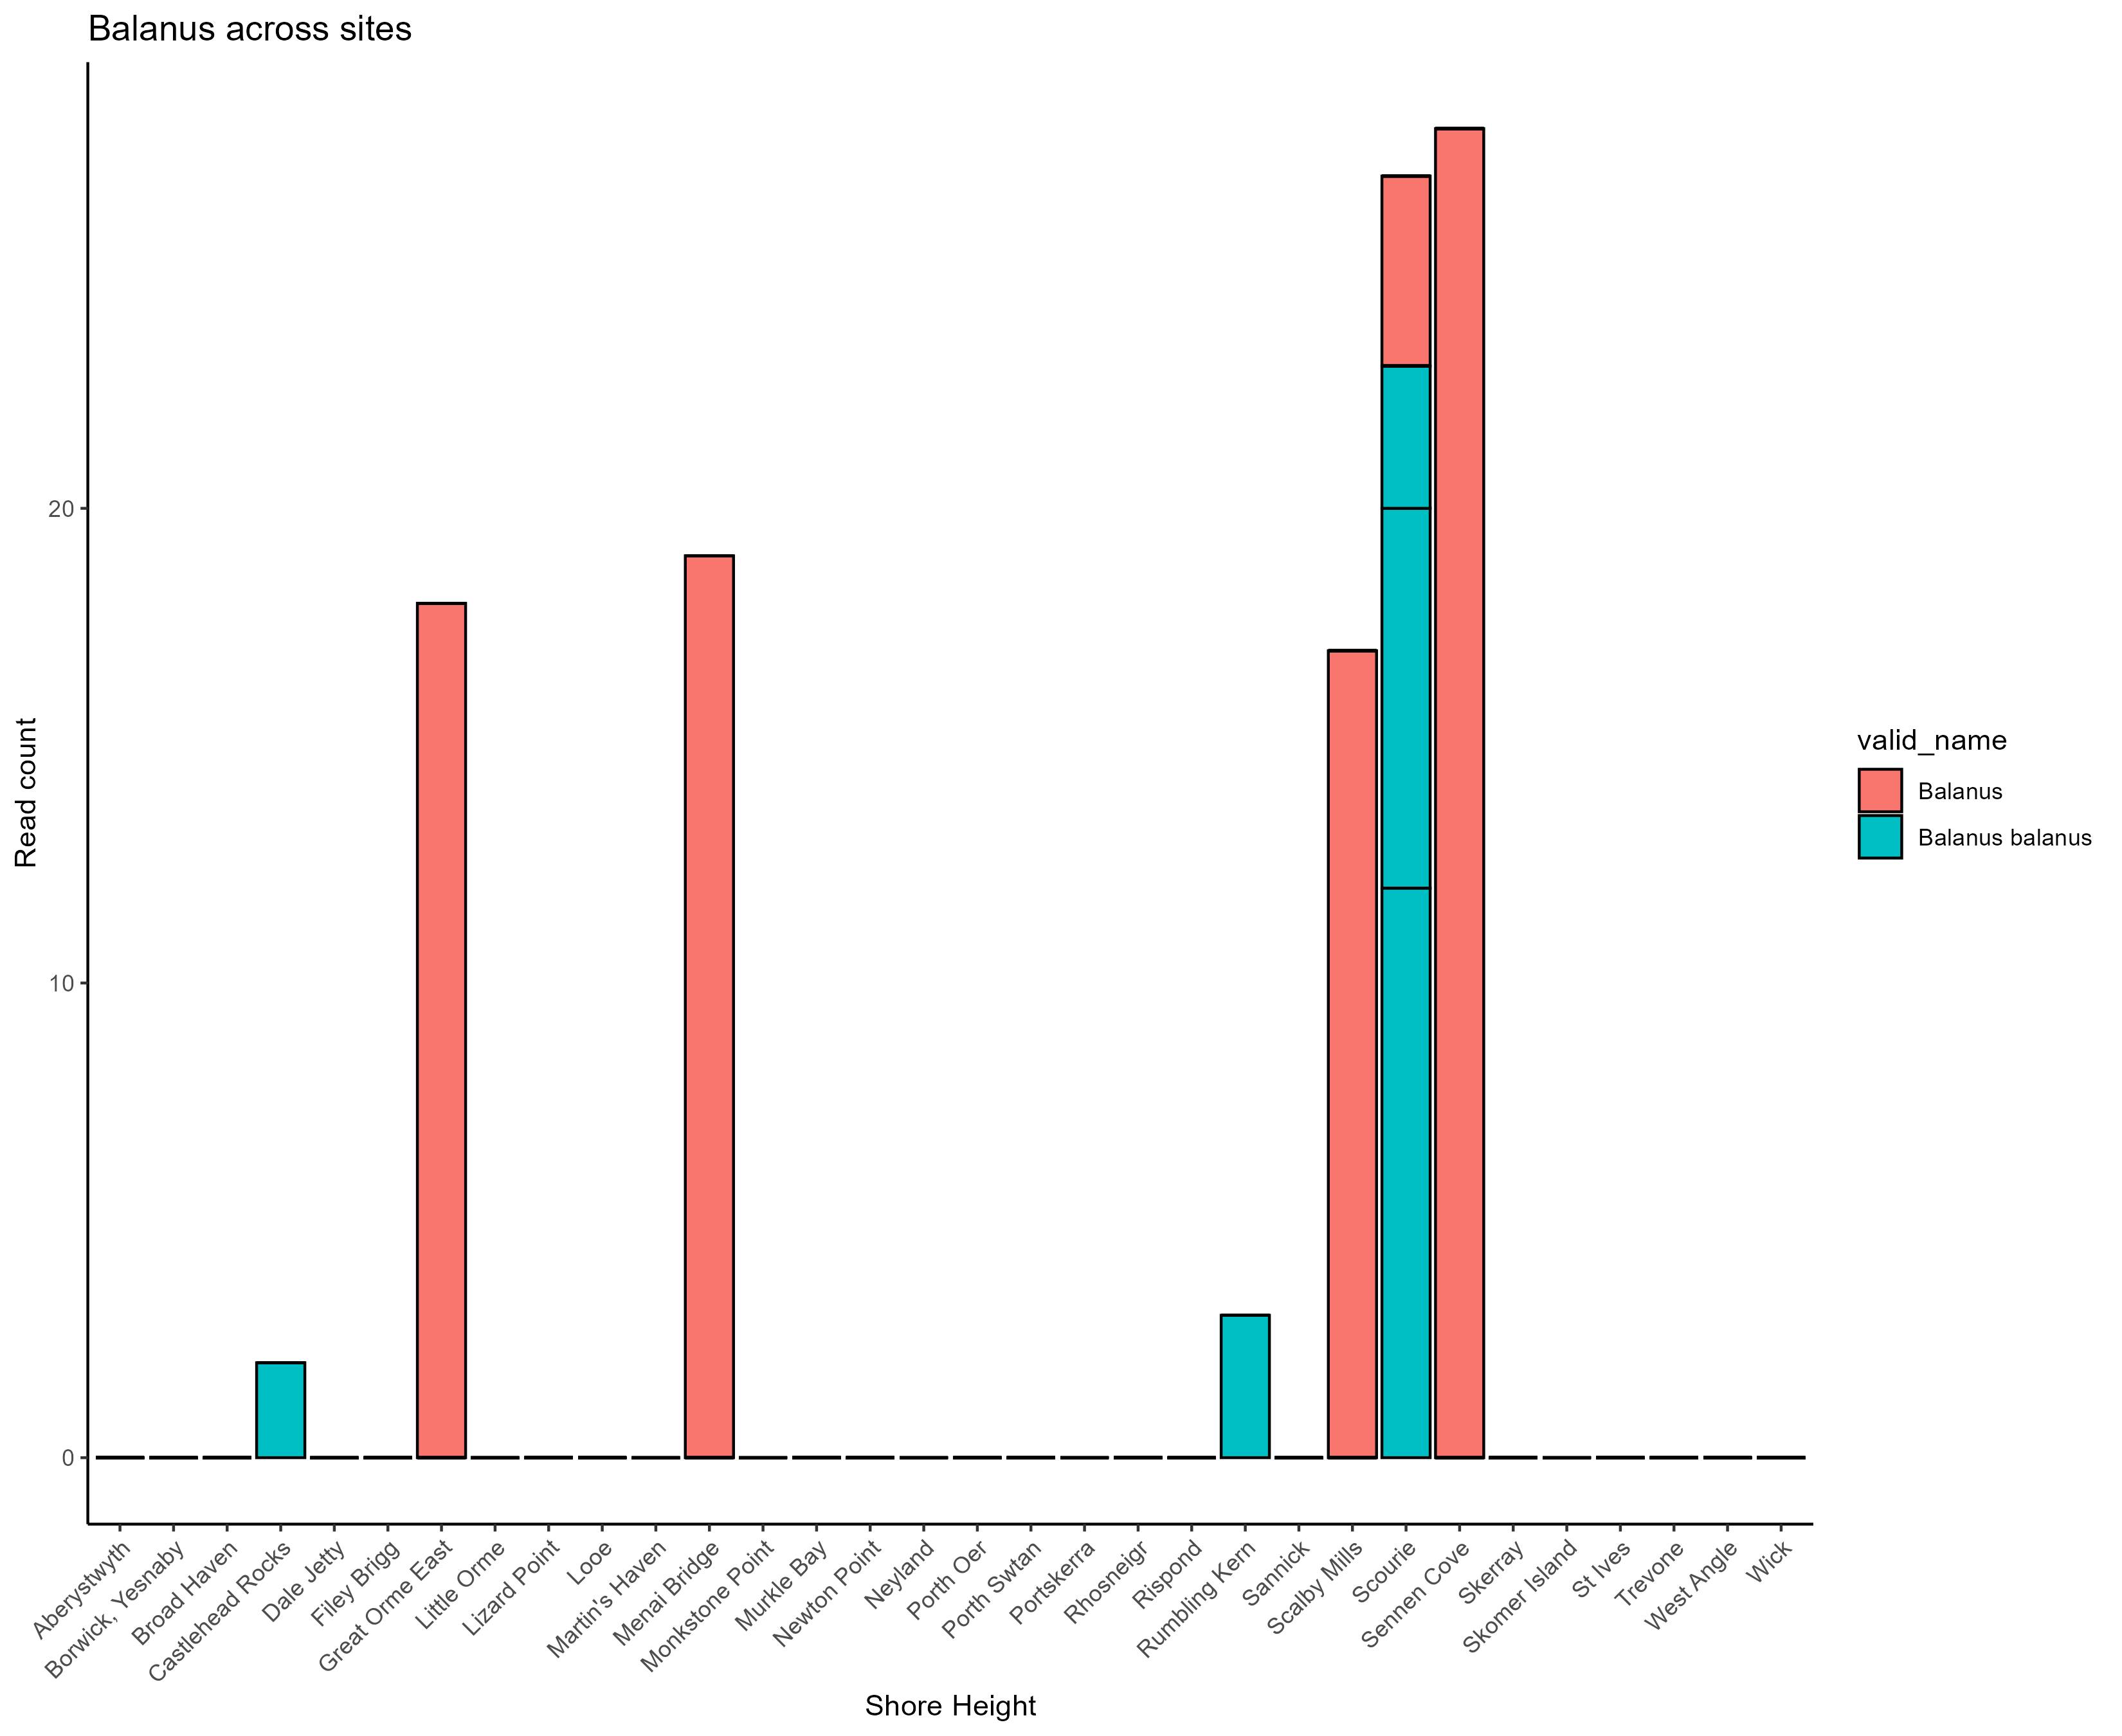 Balanus across sites
Read count
20
10
0
Aberystwyth
Borwick, Yesnaby
Broad Haven
Castlehead Rocks
Dale Jetty
Filey Brigg
Great Orme East
Little Orme
Lizard Point
Looe
Martin's Haven
Menai Bridge
Monkstone Point
Murkle Bay
Newton Point
Neyland
Porth Oer
Porth Swtan
Portskerra
Rhosneigr
Rispond
Rumbling Kern
Sannick
Scalby Mills
Scourie
Sennen Cove
Skerray
Skomer Island
St Ives
Trevone
West Angle
Wick
Shore Height
valid_name
Balanus
Balanus balanus